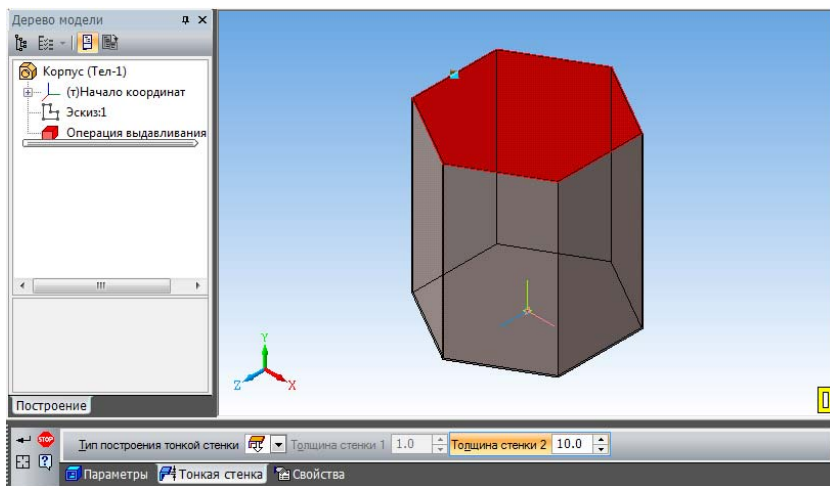 Дерево модели
Корпус (Тел-1)
(т)Начало координат
Эскиз:1
Операция выдавливания
Построение
Y
Z
X
STOP
Тип построения тонкой стенки
Толщина стенки 1 1.0
Толщина стенки 2 10.0
Параметры
Тонкая стенка
Свойства